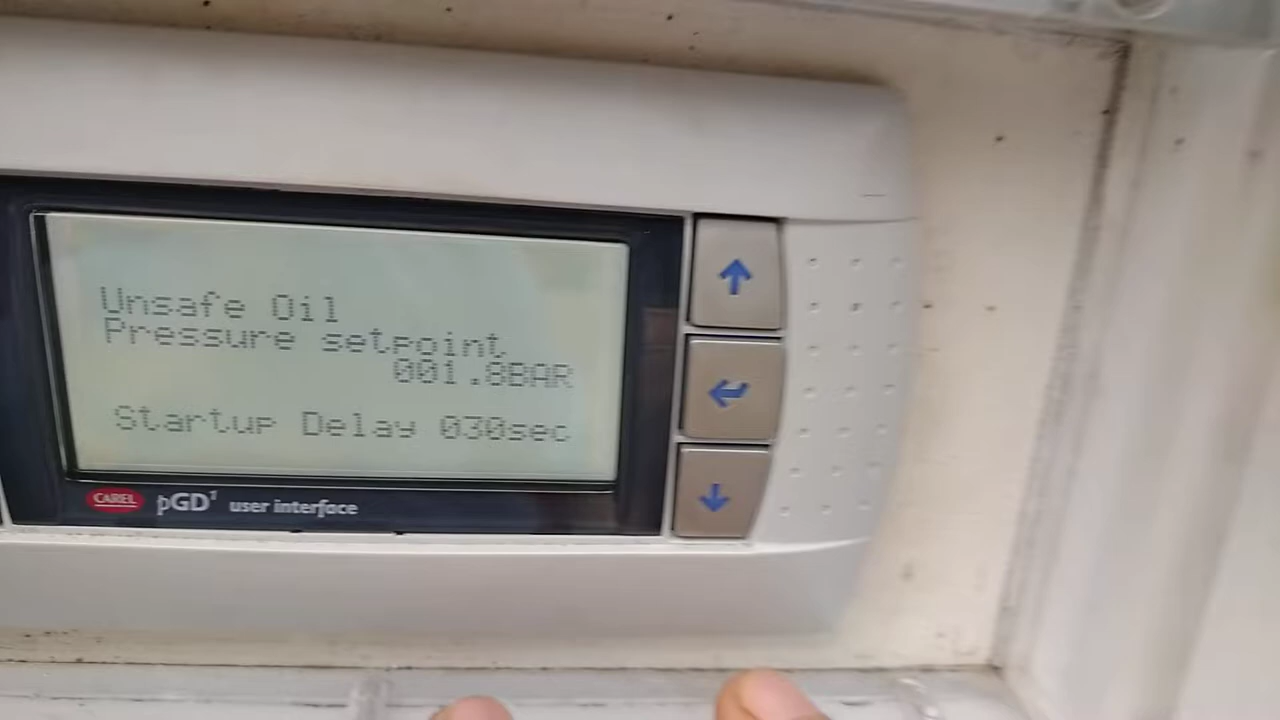 Unsafe Oil
Pressure setpoint
001.8BAR
Startup Delay 030sec
CAREL pGD1 user interface